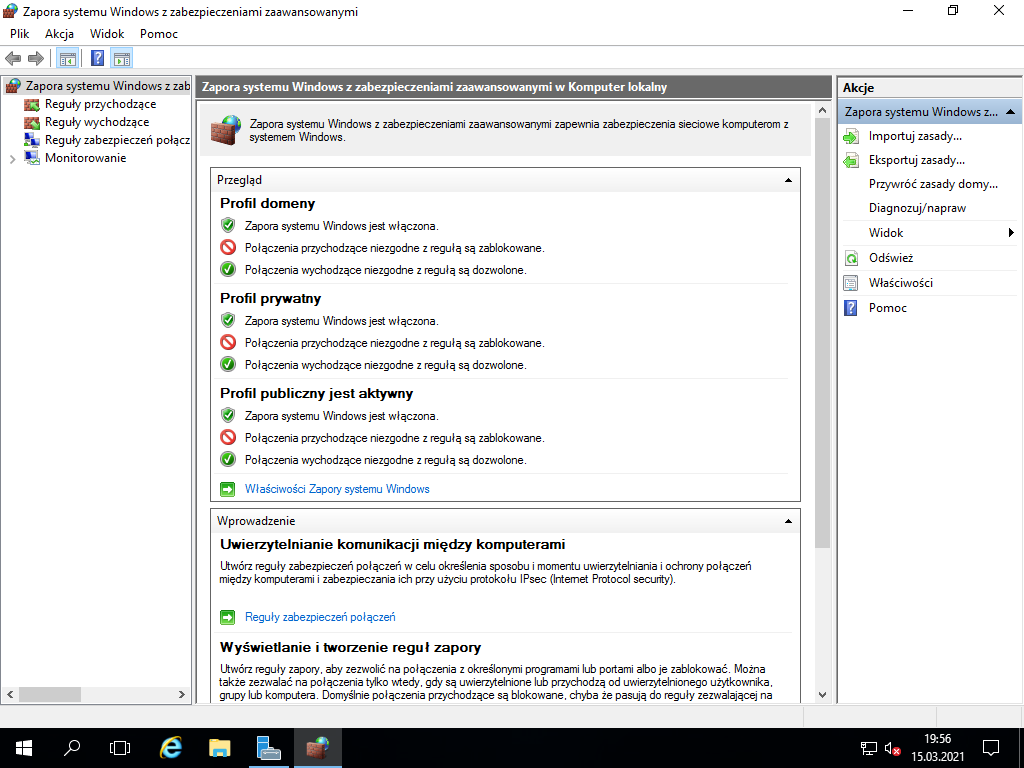 Zapora systemu Windows z zabezpieczeniami zaawansowanymi
Plik Akcja Widok Pomoc
Zapora systemu Windows z zab
Reguły przychodzące
Reguły wychodzące
Reguły zabezpieczeń połącz
Monitorowanie
Zapora systemu Windows z zabezpieczeniami zaawansowanymi w Komputer lokalny
Zapora systemu Windows z zabezpieczeniami zaawansowanymi zapewnia zabezpieczenia sieciowe komputerom z
systemem Windows.
Przegląd
Profil domeny
Zapora systemu Windows jest włączona.
Połączenia przychodzące niezgodne z regułą są zablokowane.
Połączenia wychodzące niezgodne z regułą są dozwolone.
Profil prywatny
Zapora systemu Windows jest włączona.
Połączenia przychodzące niezgodne z regułą są zablokowane.
Połączenia wychodzące niezgodne z regułą są dozwolone.
Profil publiczny jest aktywny
Zapora systemu Windows jest włączona.
Połączenia przychodzące niezgodne z regułą są zablokowane.
Połączenia wychodzące niezgodne z regułą są dozwolone.
Właściwości Zapory systemu Windows
Wprowadzenie
Uwierzytelnianie komunikacji między komputerami
Utwórz reguły zabezpieczeń połączeń w celu określenia sposobu i momentu uwierzytelniania i ochrony połączeń
między komputerami i zabezpieczania ich przy użyciu protokołu IPsec (Internet Protocol security).
Reguły zabezpieczeń połączeń
Wyświetlanie i tworzenie reguł zapory
Utwórz reguły zapory, aby zezwolić na połączenia z określonymi programami lub portami albo je zablokować. Można
także zezwalać na połączenia tylko wtedy, gdy są uwierzytelnione lub przychodzą od uwierzytelnionego użytkownika,
grupy lub komputera. Domyślnie połączenia przychodzące są blokowane, chyba że pasują do reguły zezwalającej na
Akcje
Zapora systemu Windows z...
Importuj zasady...
Eksportuj zasady...
Przywróć zasady domy...
Diagnozuj/napraw
Widok
Odśwież
Właściwości
Pomoc
19:56
15.03.2021